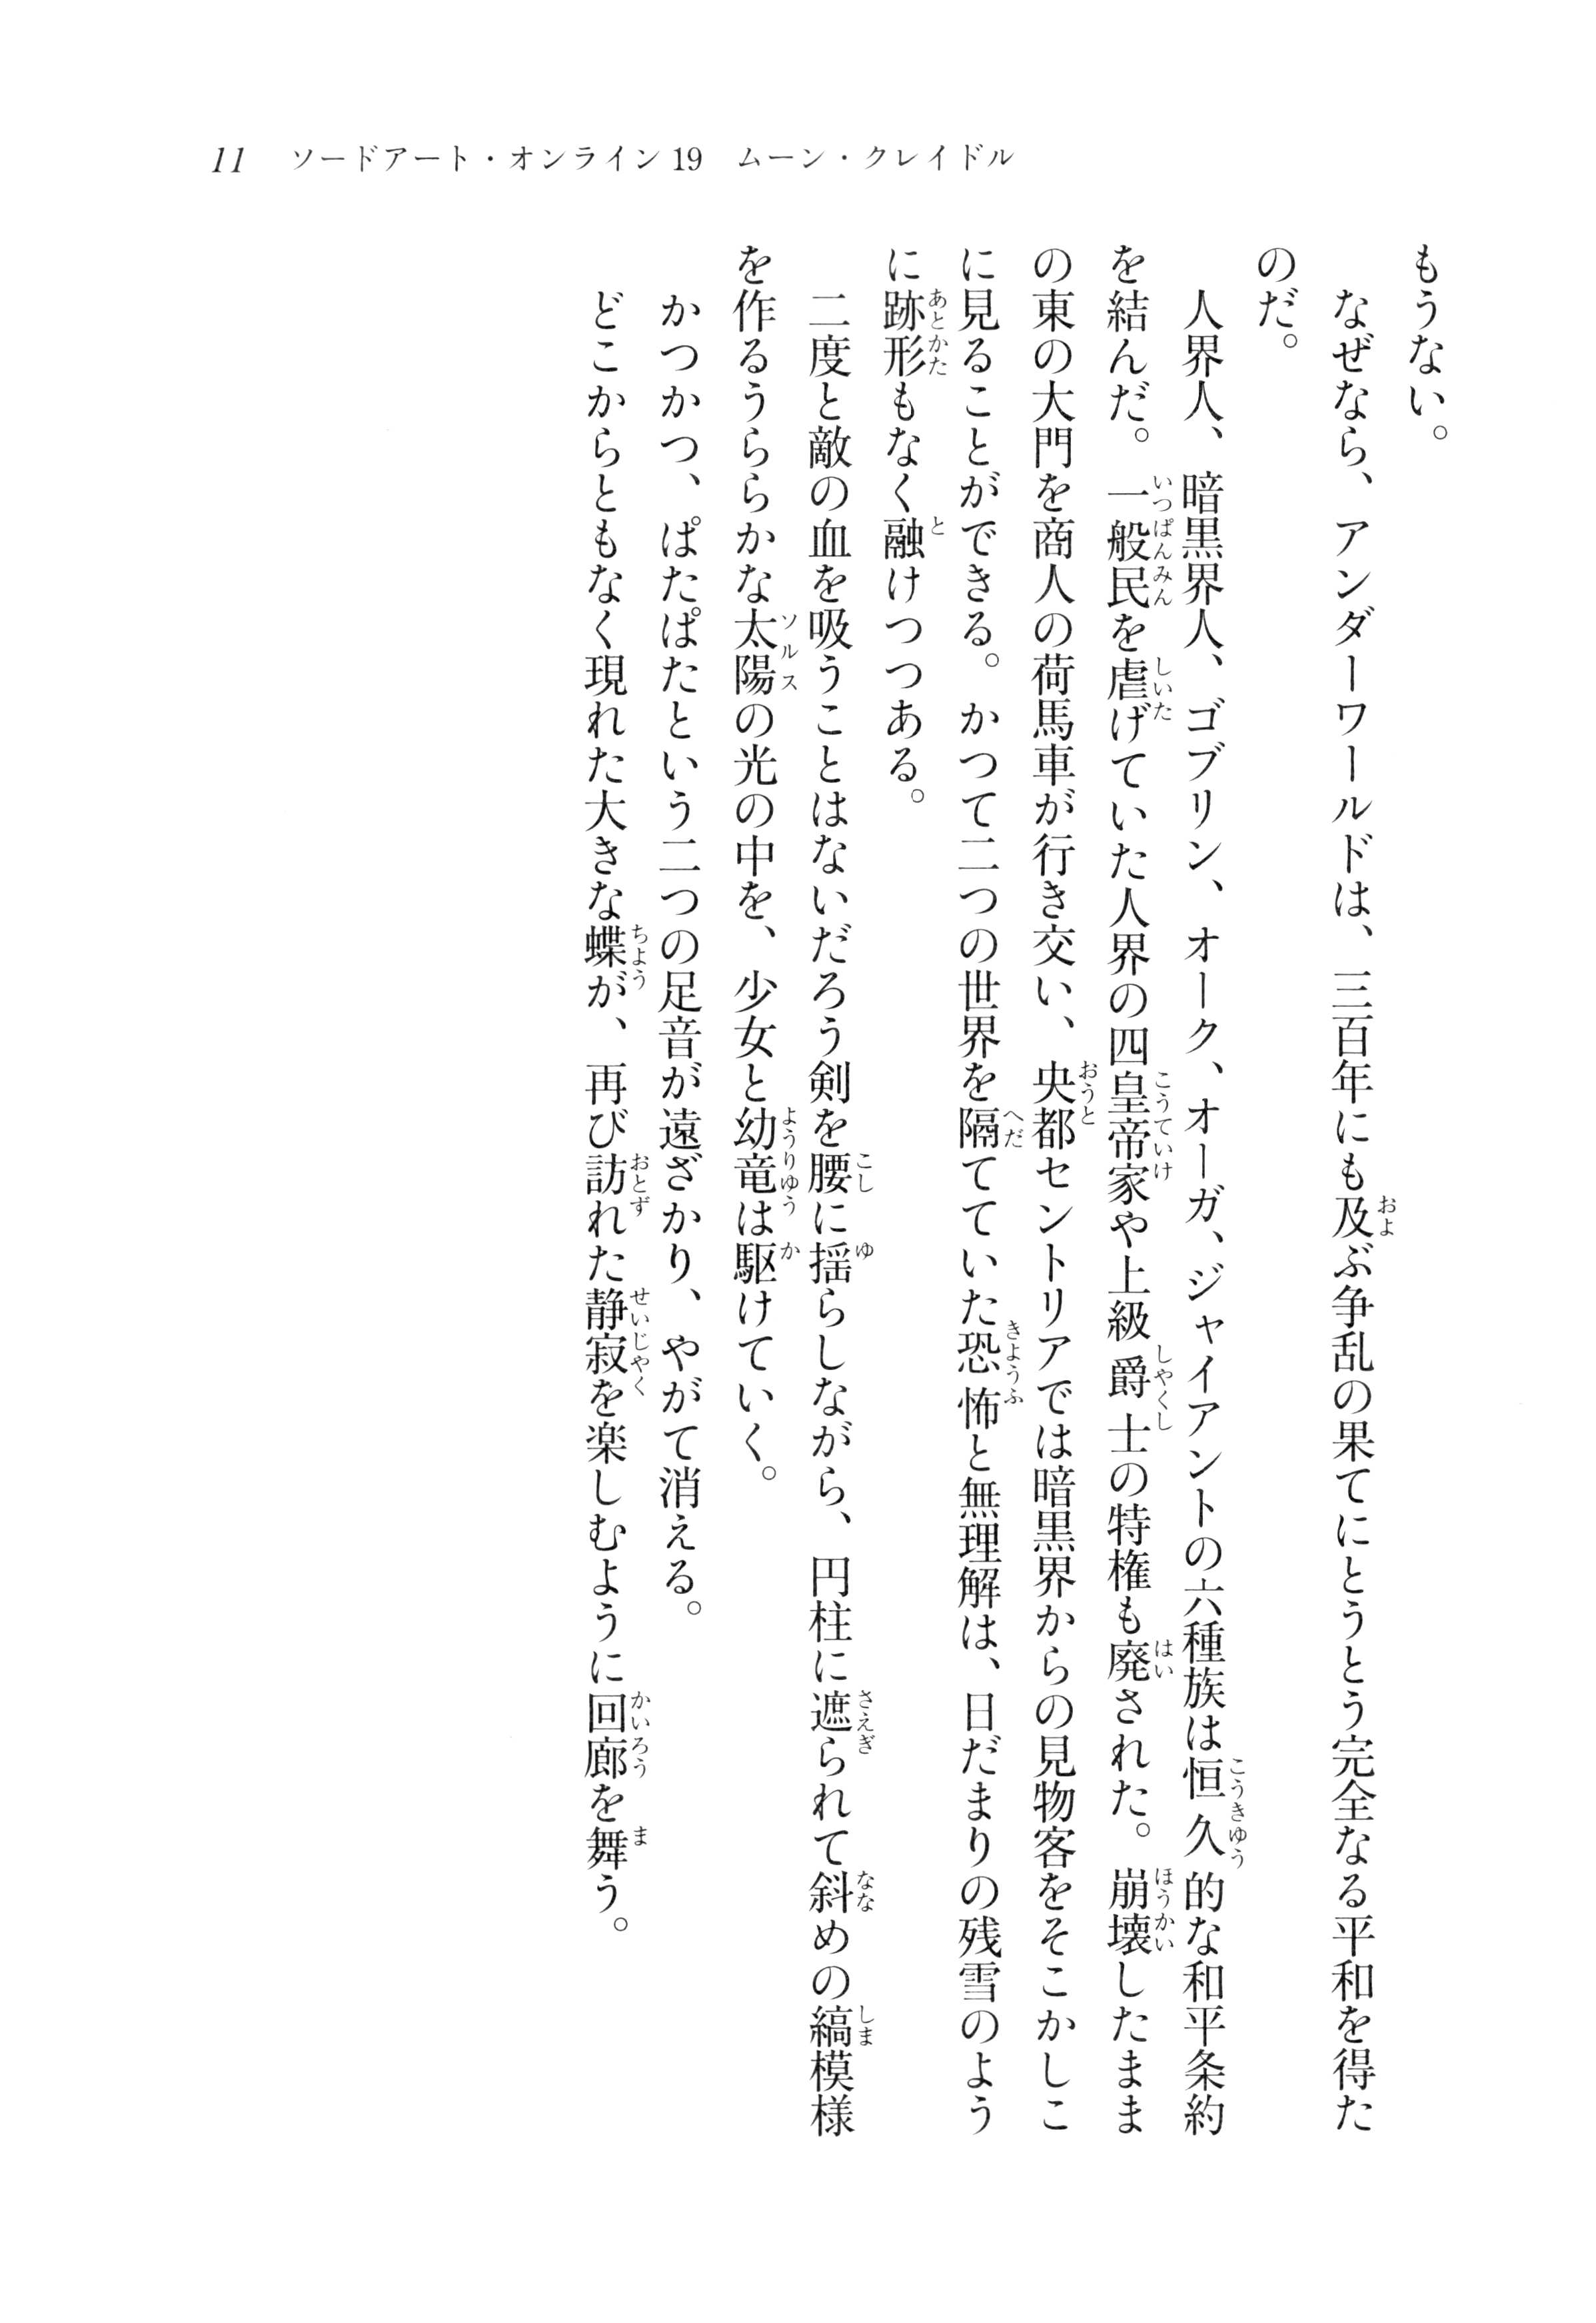 11 ソードアート・オンライン19 ムーン・クレイドル
もうない。
なぜなら、アンダーワールドは、三百年にも及ぶ争乱の果てにとうとう完全なる平和を得た
のだ。
人界人、暗黒界人、ゴブリン、オーク、オーガ、ジャイアントの六種族は恒久的な和平条約
を結んだ。一般民を虐げていた人界の四皇帝家や上級爵士の特権も廃された。崩壊したまま
の東の大門を商人の荷馬車が行き交い、央都セントリアでは暗黒界からの見物客をそこかしこ
に見ることができる。かつて二つの世界を隔てていた恐怖と無理解は、日だまりの残雪のよう
に跡形もなく融けつつある。
二度と敵の血を吸うことはないだろう剣を腰に揺らしながら、円柱に遮られて斜めの縞模様
を作るうららかな太陽の光の中を、少女と幼竜は駆けていく。
かつかつ、ぱたぱたという二つの足音が遠ざかり、やがて消える。
どこからともなく現れた大きな蝶が、再び訪れた静寂を楽しむように回廊を舞う。